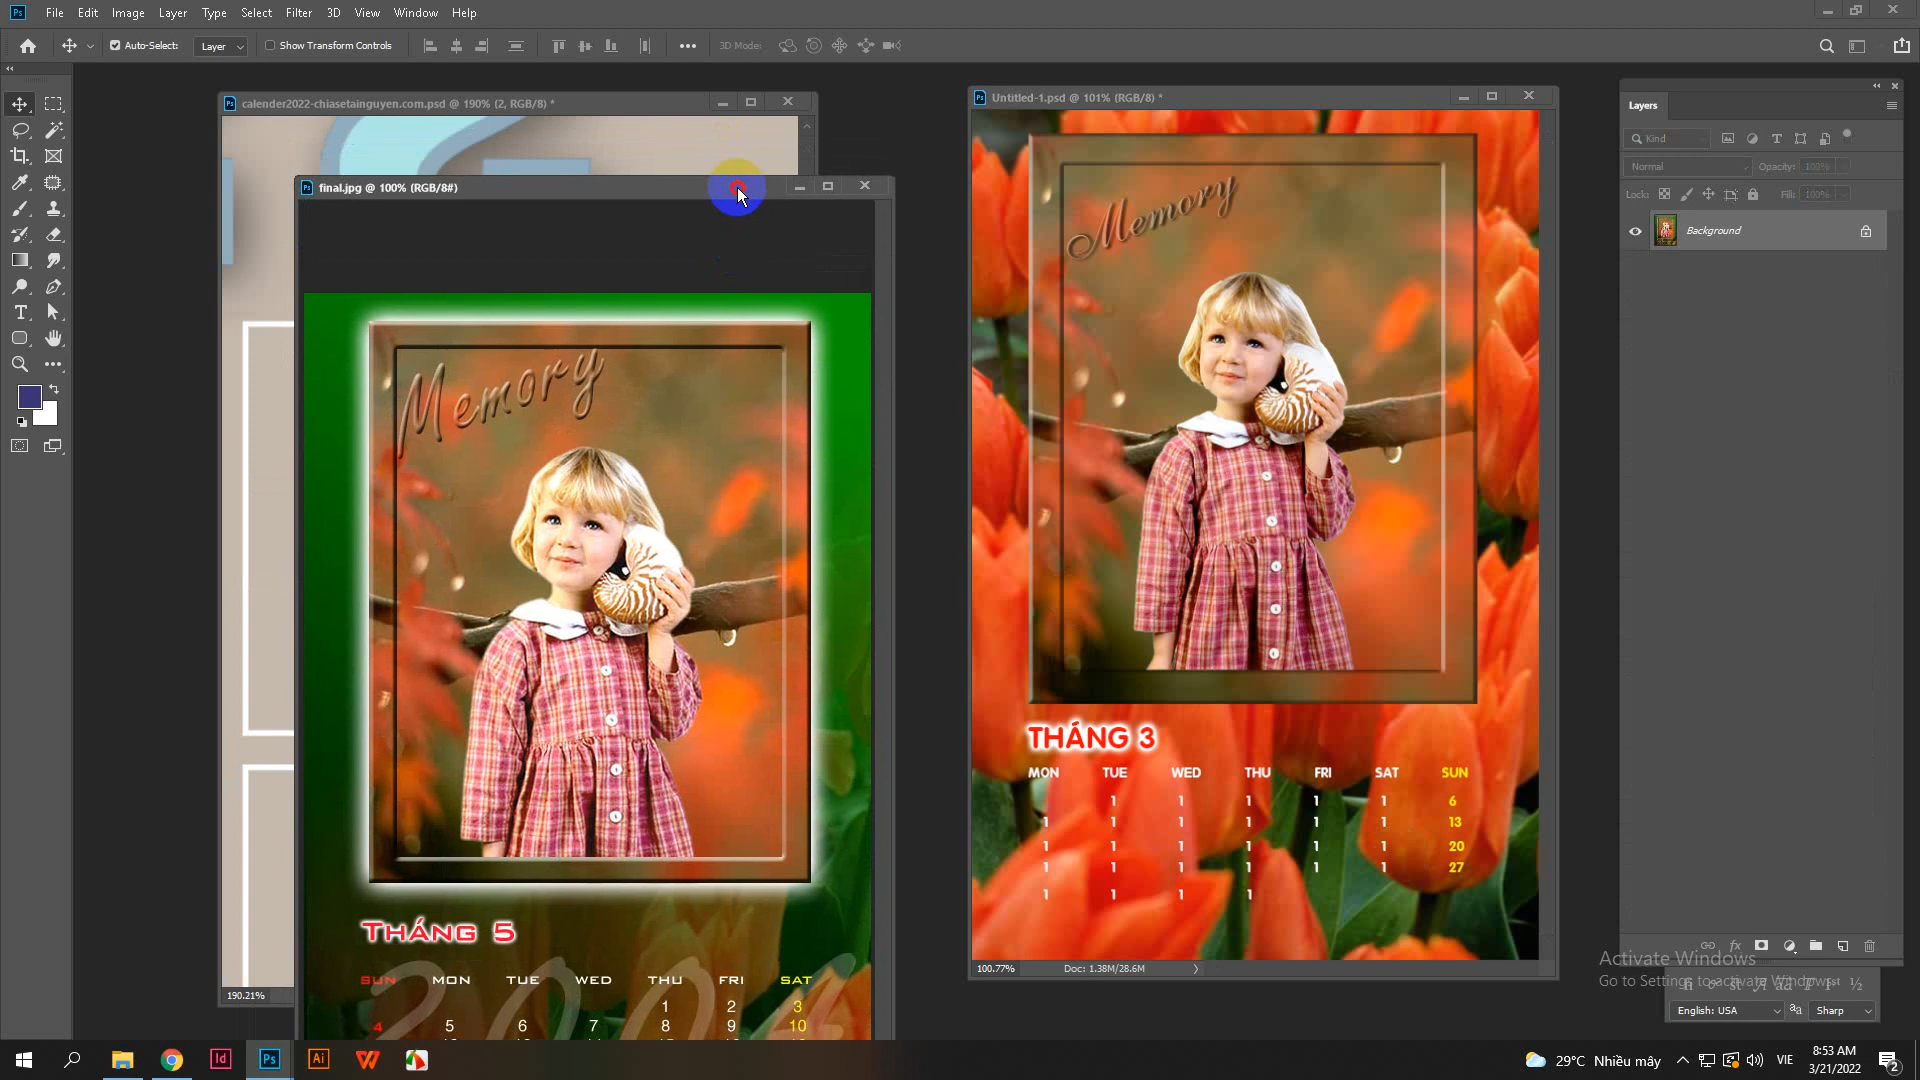 File Edit Image Layer Type Select Filter 3D View Window Help
Auto-Select: Layer Show Transform Controls 3D Mode:
calender2022-chiasetainguyen.com.psd @ 190% (2, RGB/8) *
Untitled-1.psd @ 101% (RGB/8) *
final.jpg @ 100% (RGB/8#)
Memory
THÁNG 5
SUN MON TUE WED THU FRI SAT
1 2 3
4 5 6 7 8 9 10
190.21%
Memory
THÁNG 3
MON TUE WED THU FRI SAT SUN
1 1 1 1 1 6
1 1 1 1 1 1 13
1 1 1 1 1 1 20
1 1 1 1 1 1 27
1 1 1 1
100.77% Doc: 1.38M/28.6M
Layers
Kind
Normal Opacity: 100%
Lock: Fill: 100%
Background
Activate Windows
Go to Settings to activate Windows.
English: USA aa Sharp
29°C Nhiều mây VIE 8:53 AM
3/21/2022 2